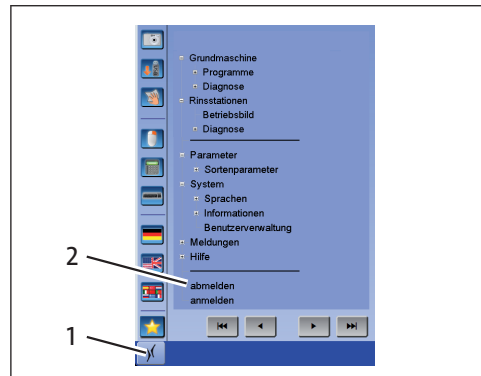 Grundmaschine
Programme
Diagnose
Rinsstationen
Betriebsbild
Diagnose
Parameter
Sortenparameter
System
Sprachen
Informationen
Benutzerverwaltung
Meldungen
Hilfe
2
abmelden
anmelden
1